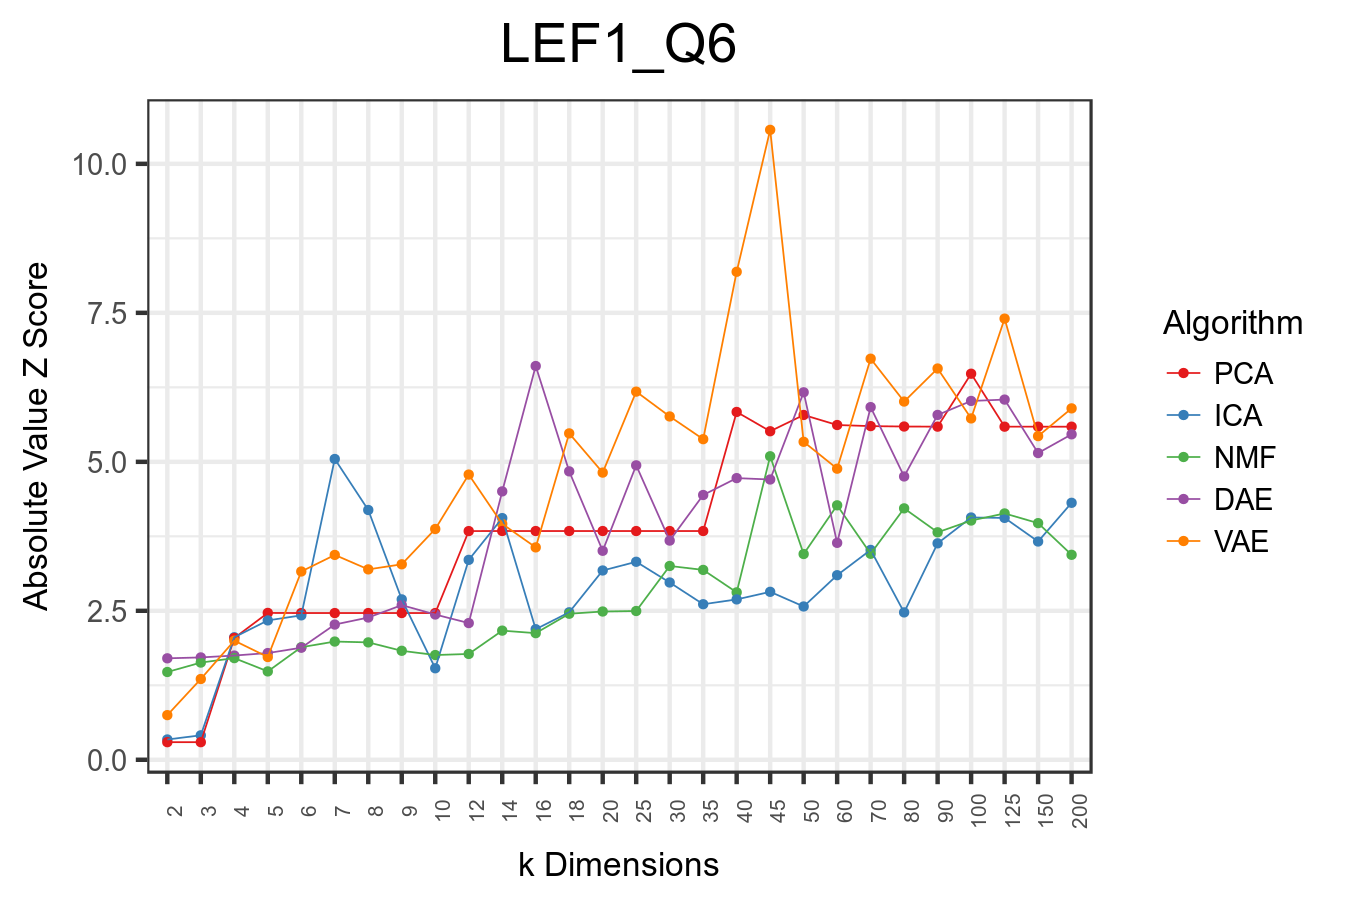 LEF1_Q6
Absolute Value Z Score
10.0
7.5
5.0
2.5
0.0
2 3 4 5 6 7 8 9 10 12 14 16 18 20 25 30 35 40 45 50 60 70 80 90 100 125 150 200
k Dimensions
Algorithm
PCA
ICA
NMF
DAE
VAE